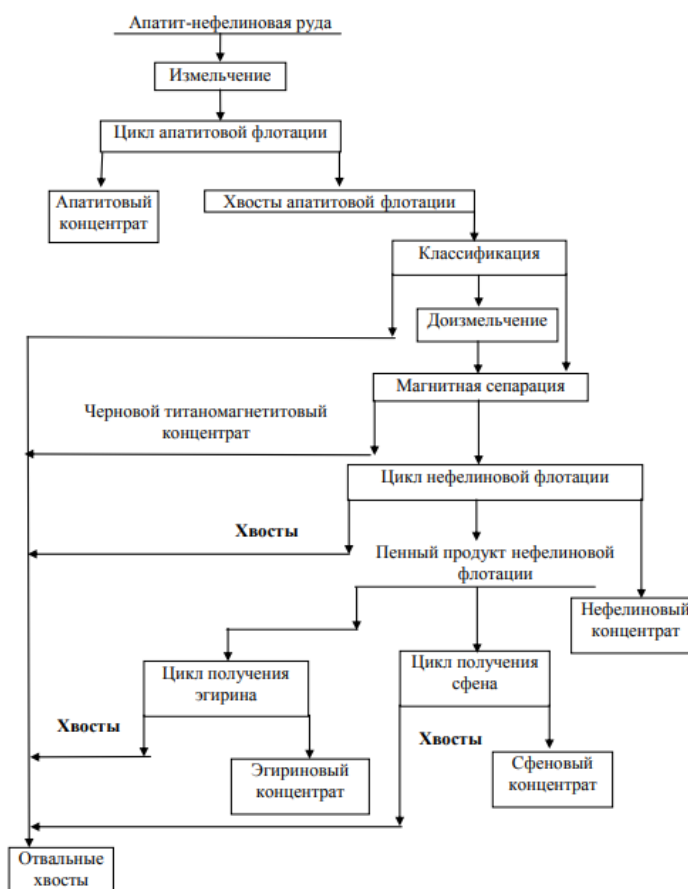 Апатит-нефелиновая руда
Измельчение
Цикл апатитовой флотации
Апатитовый
концентрат
Хвосты апатитовой флотации
Классификация
Доизмельчение
Магнитная сепарация
Черновой титаномагнетитовый
концентрат
Цикл нефелиновой флотации
Хвосты
Пенный продукт нефелиновой
флотации
Нефелиновый
концентрат
Цикл получения
эгирина
Цикл получения
сфена
Хвосты
Хвосты
Эгириновый
концентрат
Сфеновый
концентрат
Отвальные
хвосты